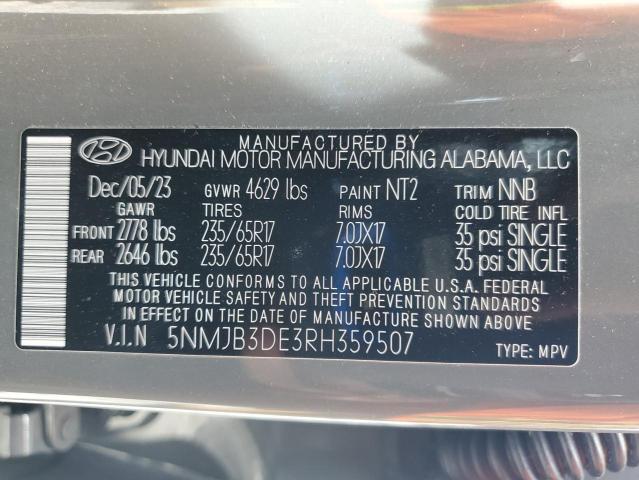 MANUFACTURED BY
HYUNDAI MOTOR MANUFACTURING ALABAMA, LLC
Dec/05/23 GVWR 4629 lbs PAINT NT2 TRIM NNB
GAWR TIRES RIMS COLD TIRE INFL
FRONT 2778 lbs 235/65R17 7.0JX17 35 psi SINGLE
REAR 2646 lbs 235/65R17 7.0JX17 35 psi SINGLE
THIS VEHICLE CONFORMS TO ALL APPLICABLE U.S.A. FEDERAL
MOTOR VEHICLE SAFETY AND THEFT PREVENTION STANDARDS
IN EFFECT ON THE DATE OF MANUFACTURE SHOWN ABOVE.
V.I.N 5NMJB3DE3RH359507 TYPE: MPV